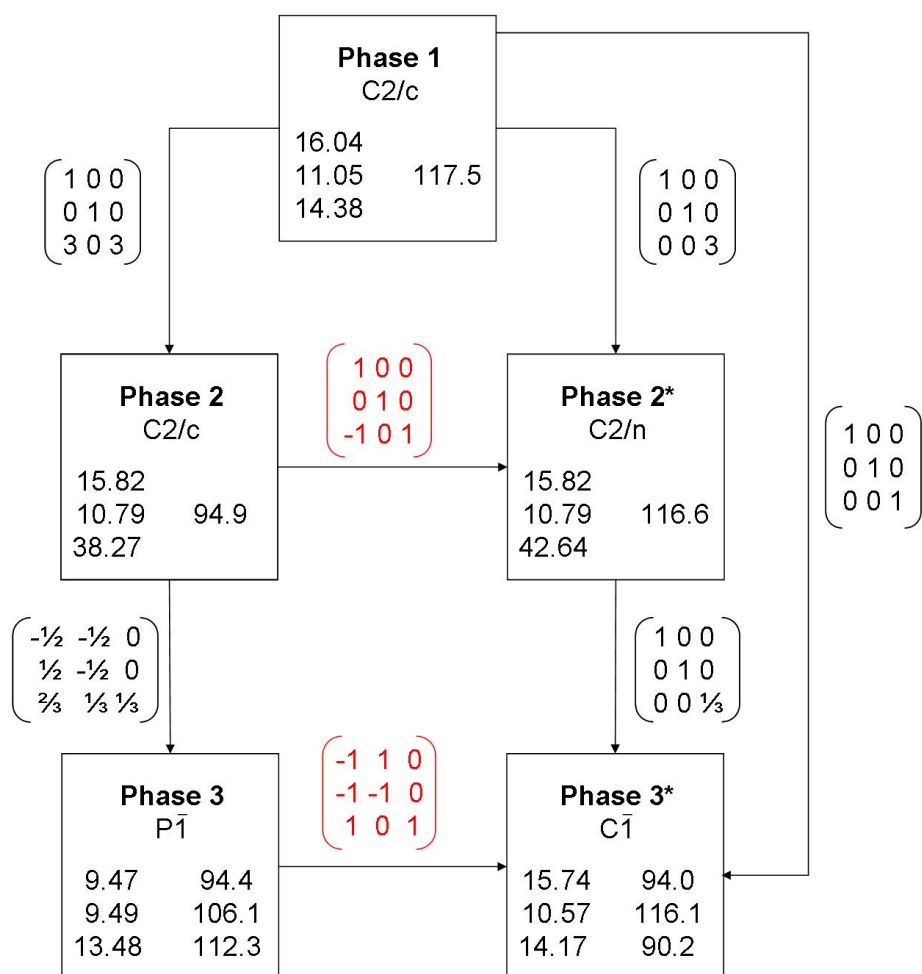 Phase 1
C2/c
16.04
11.05 117.5
14.38
1 0 0
0 1 0
3 0 3
1 0 0
0 1 0
0 0 3
Phase 2
C2/c
15.82
10.79 94.9
38.27
1 0 0
0 1 0
-1 0 1
Phase 2*
C2/n
15.82
10.79 116.6
42.64
1 0 0
0 1 0
0 0 1
-½ -½ 0
½ -½ 0
⅔ ⅓ ⅓
1 0 0
0 1 0
0 0 ⅓
Phase 3
P1̄
9.47 94.4
9.49 106.1
13.48 112.3
-1 1 0
-1 -1 0
1 0 1
Phase 3*
C1̄
15.74 94.0
10.57 116.1
14.17 90.2